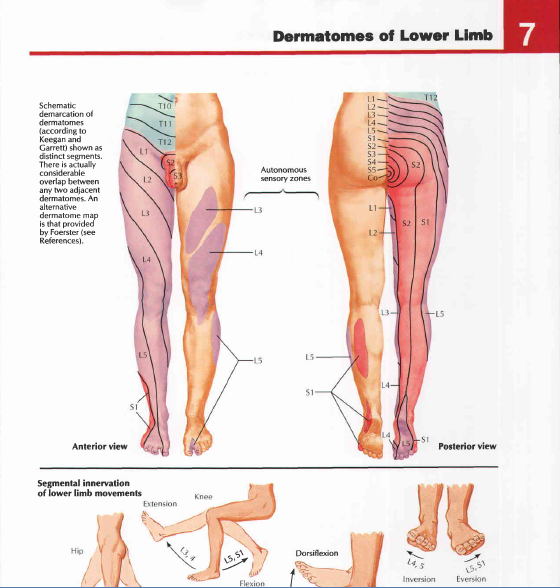 Dermatomes of Lower Limb
7
Schematic
demarcation of
dermatomes
(according to
Keegan and
Garrett) shown as
distinct segments.
There is actually
considerable
overlap between
any two adjacent
dermatomes. An
alternative
dermatome map
is that provided
by Foerster (see
References).
T10
T11
T12
L1
S2
S3
L2
L3
L4
L5
S1
Anterior view
Autonomous
sensory zones
L3
L4
L5
L5
S1
L1
L2
L3
L4
L5
S1
S2
S3
S4
S5
Co
T12
S2
L1
L2
S2
S1
L3
L5
L4
L4
L5
S1
Posterior view
Segmental innervation
of lower limb movements
Hip
Extension
Knee
L3, 4
L5, S1
Flexion
Dorsiflexion
L4, 5
Inversion
L5, S1
Eversion